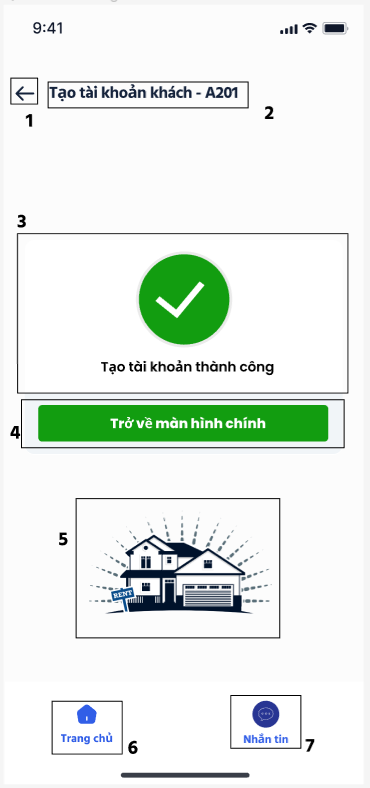 9:41
Tạo tài khoản khách - A201
1
2
3
Tạo tài khoản thành công
Trở về màn hình chính
4
5
RENT
Trang chủ
6
Nhắn tin
7